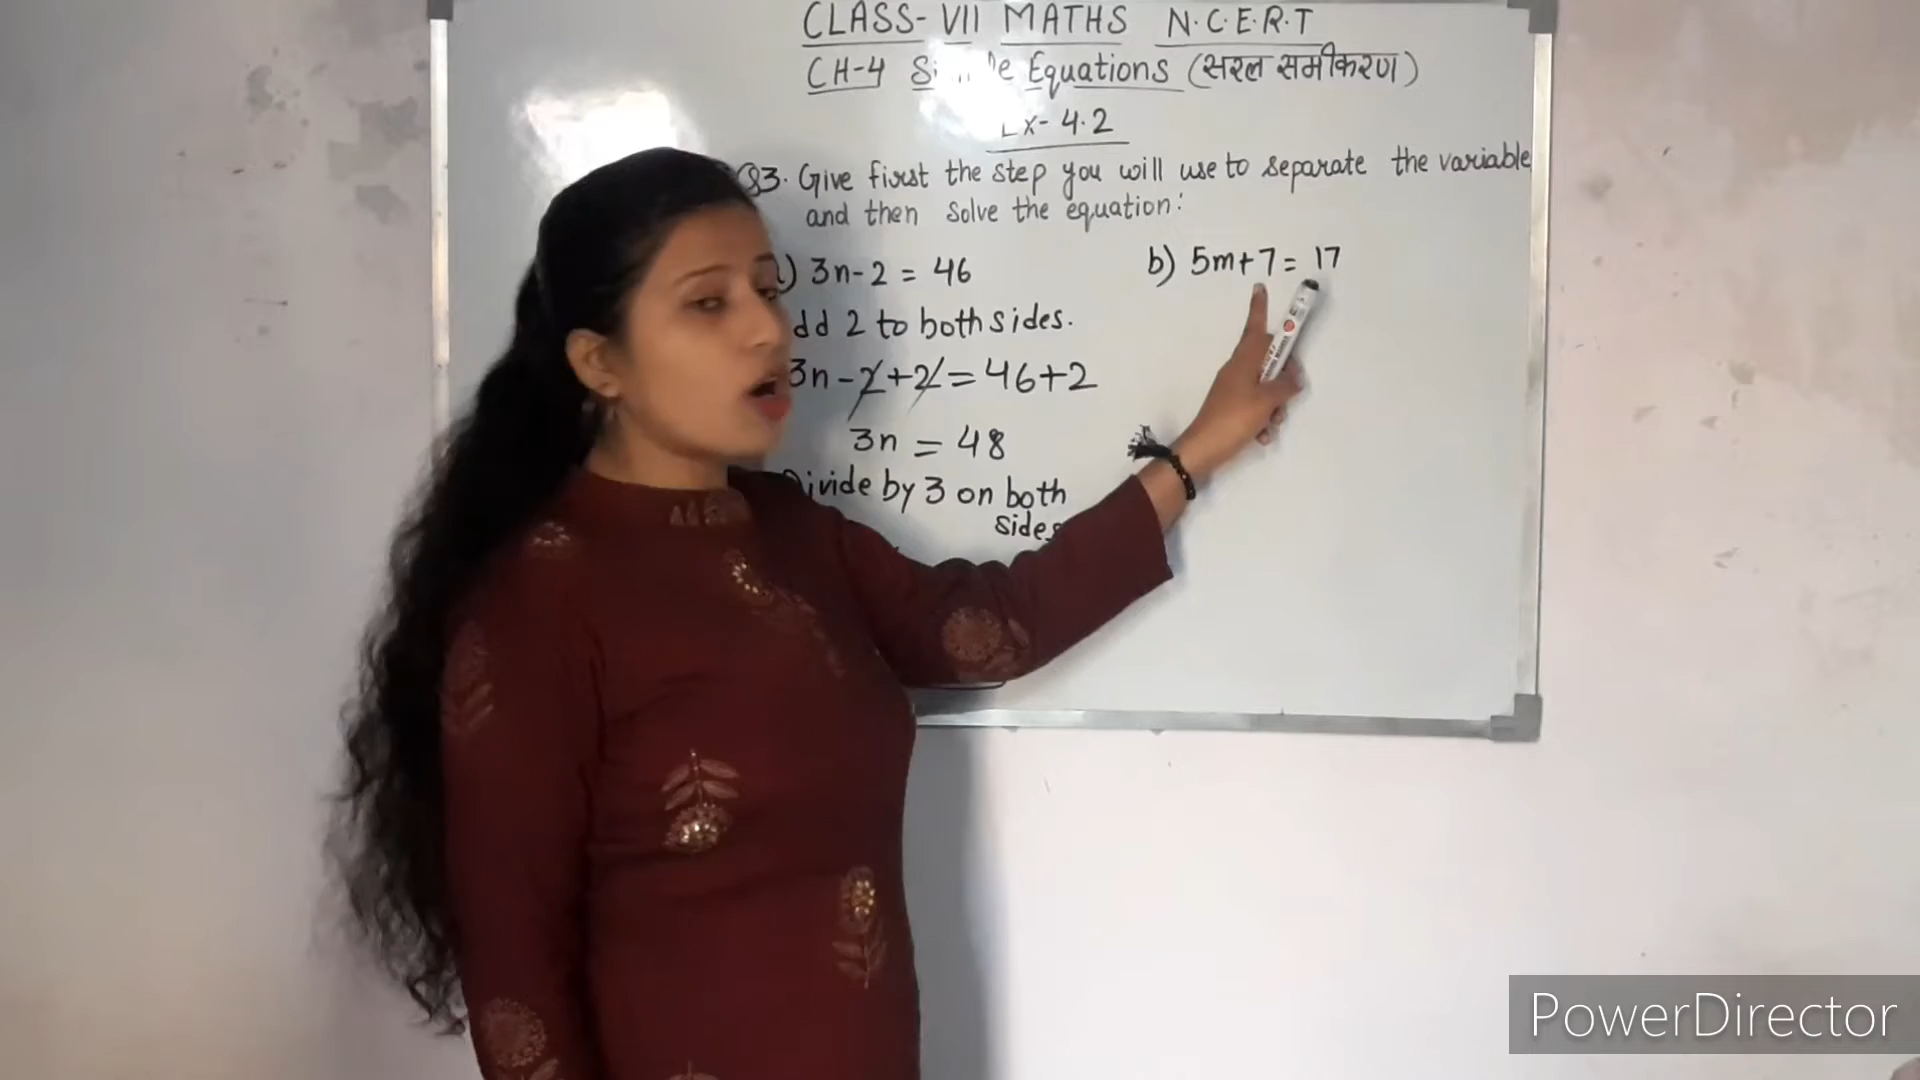 CLASS-VII MATHS N.C.E.R.T
CH-4 Equations (सरल समीकरण)
Ex- 4.2
Q3. Give first the step you will use to separate the variable
and then solve the equation:
a) 3n-2 = 46
dd 2 to both sides.
3n-2+2=46+2
3n = 48
Divide by 3 on both
sides
b) 5m+7= 17
PowerDirector